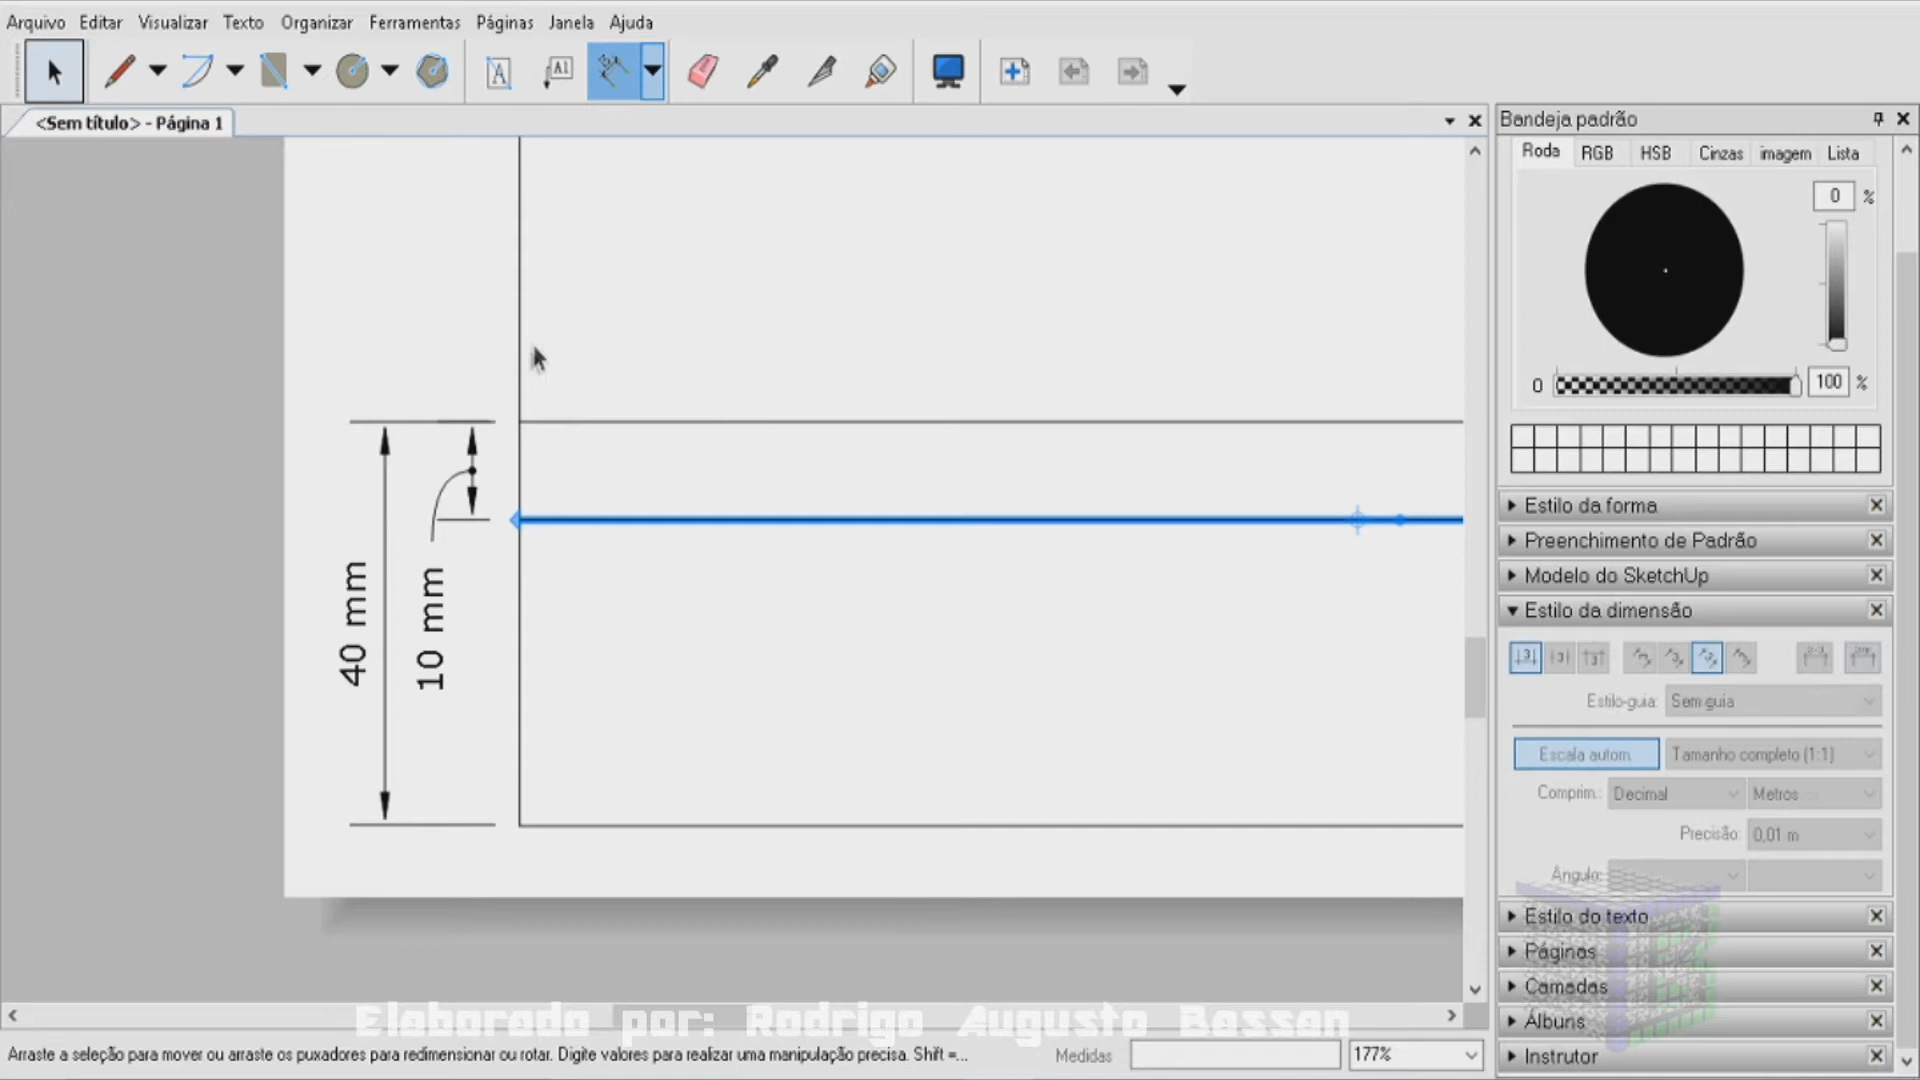 Arquivo Editar Visualizar Texto Organizar Ferramentas Páginas Janela Ajuda
A A1
<Sem título> - Página 1
Bandeja padrão
Roda RGB HSB Cinzas imagem Lista
0 %
0 100 %
Estilo da forma
Preenchimento de Padrão
Modelo do SketchUp
Estilo da dimensão
Estilo-guia: Sem guia
Escala autom. Tamanho completo (1:1)
Comprim.: Decimal Metros
Precisão: 0,01 m
Ângulo:
Estilo do texto
Páginas
Camadas
Álbuns
Instrutor
40 mm
10 mm
Elaborado por: Rodrigo Augusto Bassan
Arraste a seleção para mover ou arraste os puxadores para redimensionar ou rotar. Digite valores para realizar uma manipulação precisa. Shift =...
Medidas 177%